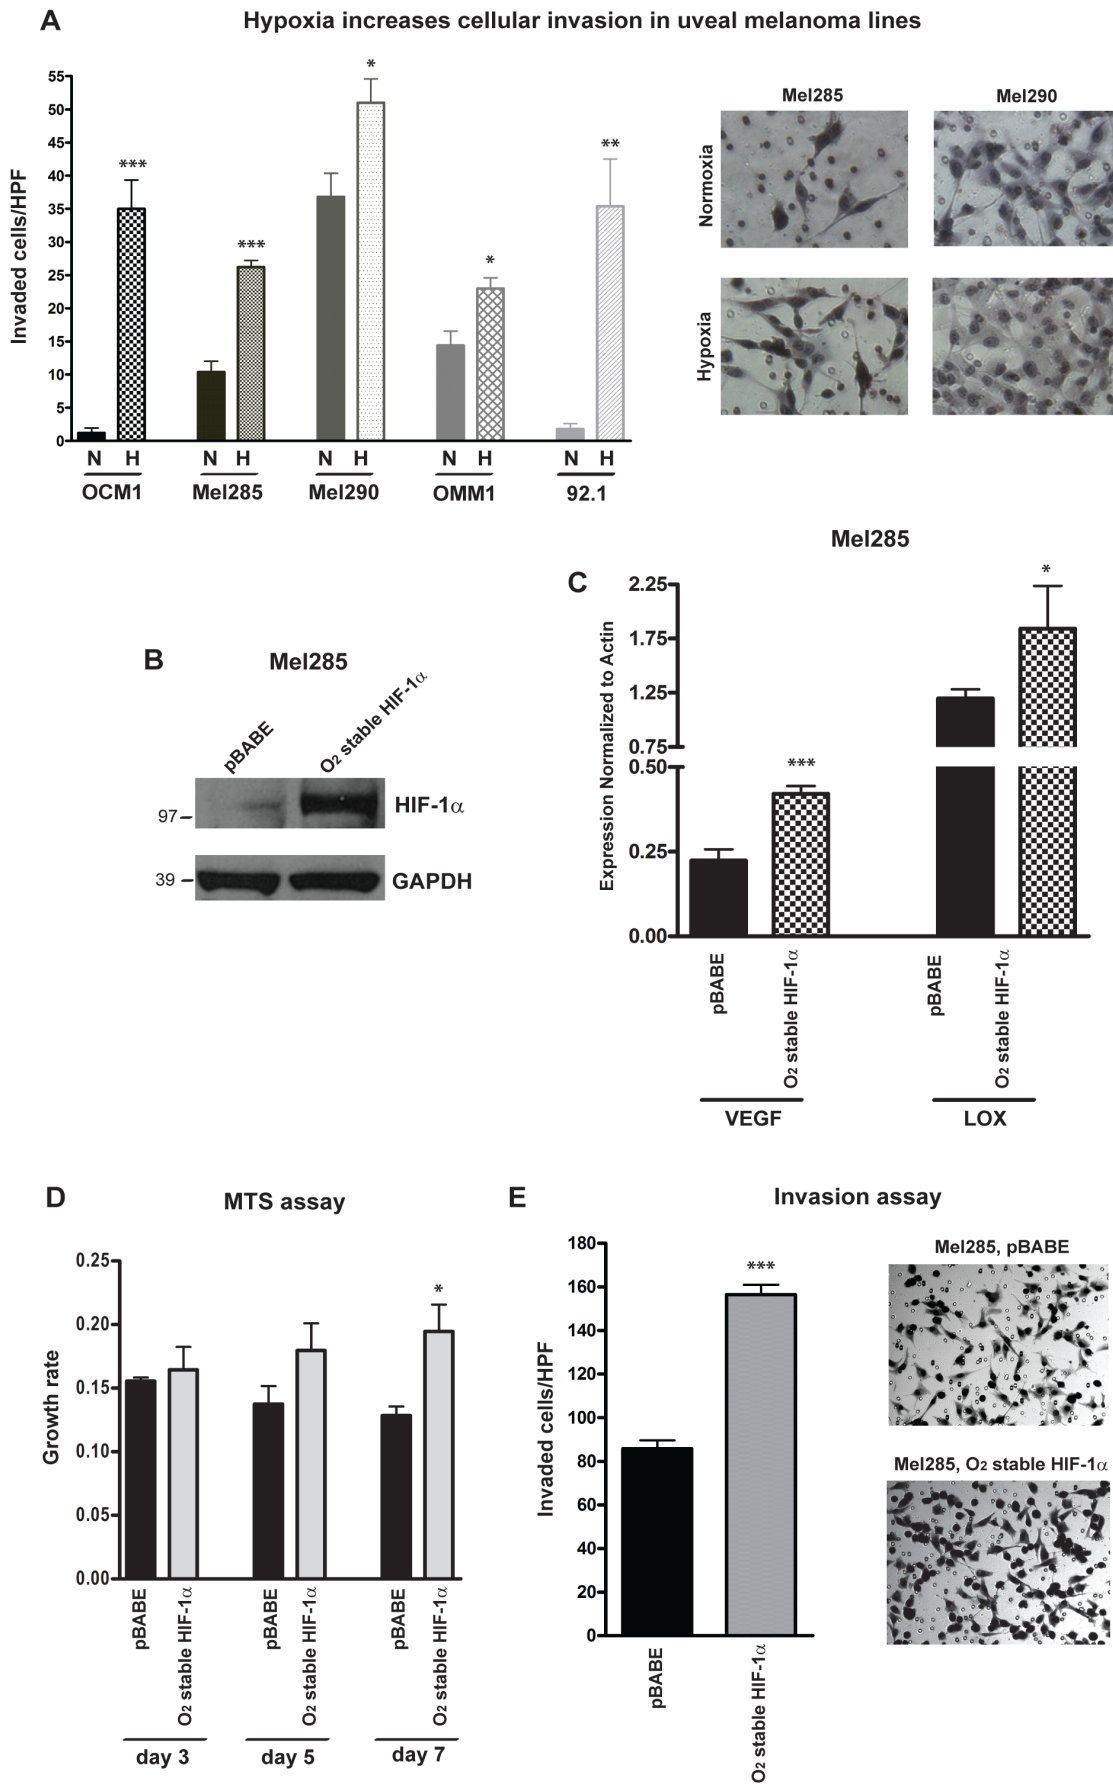 A
Hypoxia increases cellular invasion in uveal melanoma lines
Invaded cells/HPF
55
50
45
40
35
30
25
20
15
10
5
0
***
***
*
*
**
N H N H N H N H N H
OCM1 Mel285 Mel290 OMM1 92.1
Mel285 Mel290
Normoxia
Hypoxia
B
Mel285
pBABE
O2 stable HIF-1α
97
HIF-1α
39
GAPDH
Mel285
C
Expression Normalized to Actin
2.25
1.75
1.25
0.75
0.50
0.25
0.00
***
*
pBABE
O2 stable HIF-1α
pBABE
O2 stable HIF-1α
VEGF LOX
D
MTS assay
Growth rate
0.25
0.20
0.15
0.10
0.05
0.00
*
pBABE
O2 stable HIF-1α
pBABE
O2 stable HIF-1α
pBABE
O2 stable HIF-1α
day 3 day 5 day 7
E
Invasion assay
Invaded cells/HPF
180
160
140
120
100
80
60
40
20
0
***
pBABE
O2 stable HIF-1α
Mel285, pBABE
Mel285, O2 stable HIF-1α